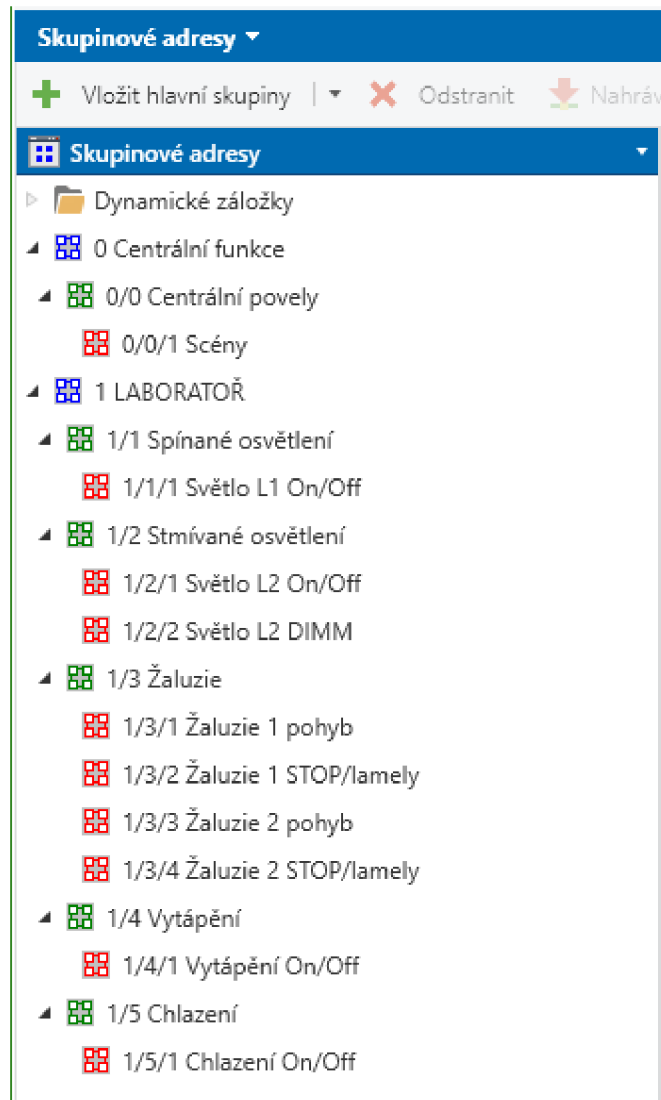 Skupinové adresy
Vložit hlavní skupiny Odstranit Nahráv
Skupinové adresy
Dynamické záložky
0 Centrální funkce
0/0 Centrální povely
0/0/1 Scény
1 LABORATOŘ
1/1 Spínané osvětlení
1/1/1 Světlo L1 On/Off
1/2 Stmívané osvětlení
1/2/1 Světlo L2 On/Off
1/2/2 Světlo L2 DIMM
1/3 Žaluzie
1/3/1 Žaluzie 1 pohyb
1/3/2 Žaluzie 1 STOP/lamely
1/3/3 Žaluzie 2 pohyb
1/3/4 Žaluzie 2 STOP/lamely
1/4 Vytápění
1/4/1 Vytápění On/Off
1/5 Chlazení
1/5/1 Chlazení On/Off